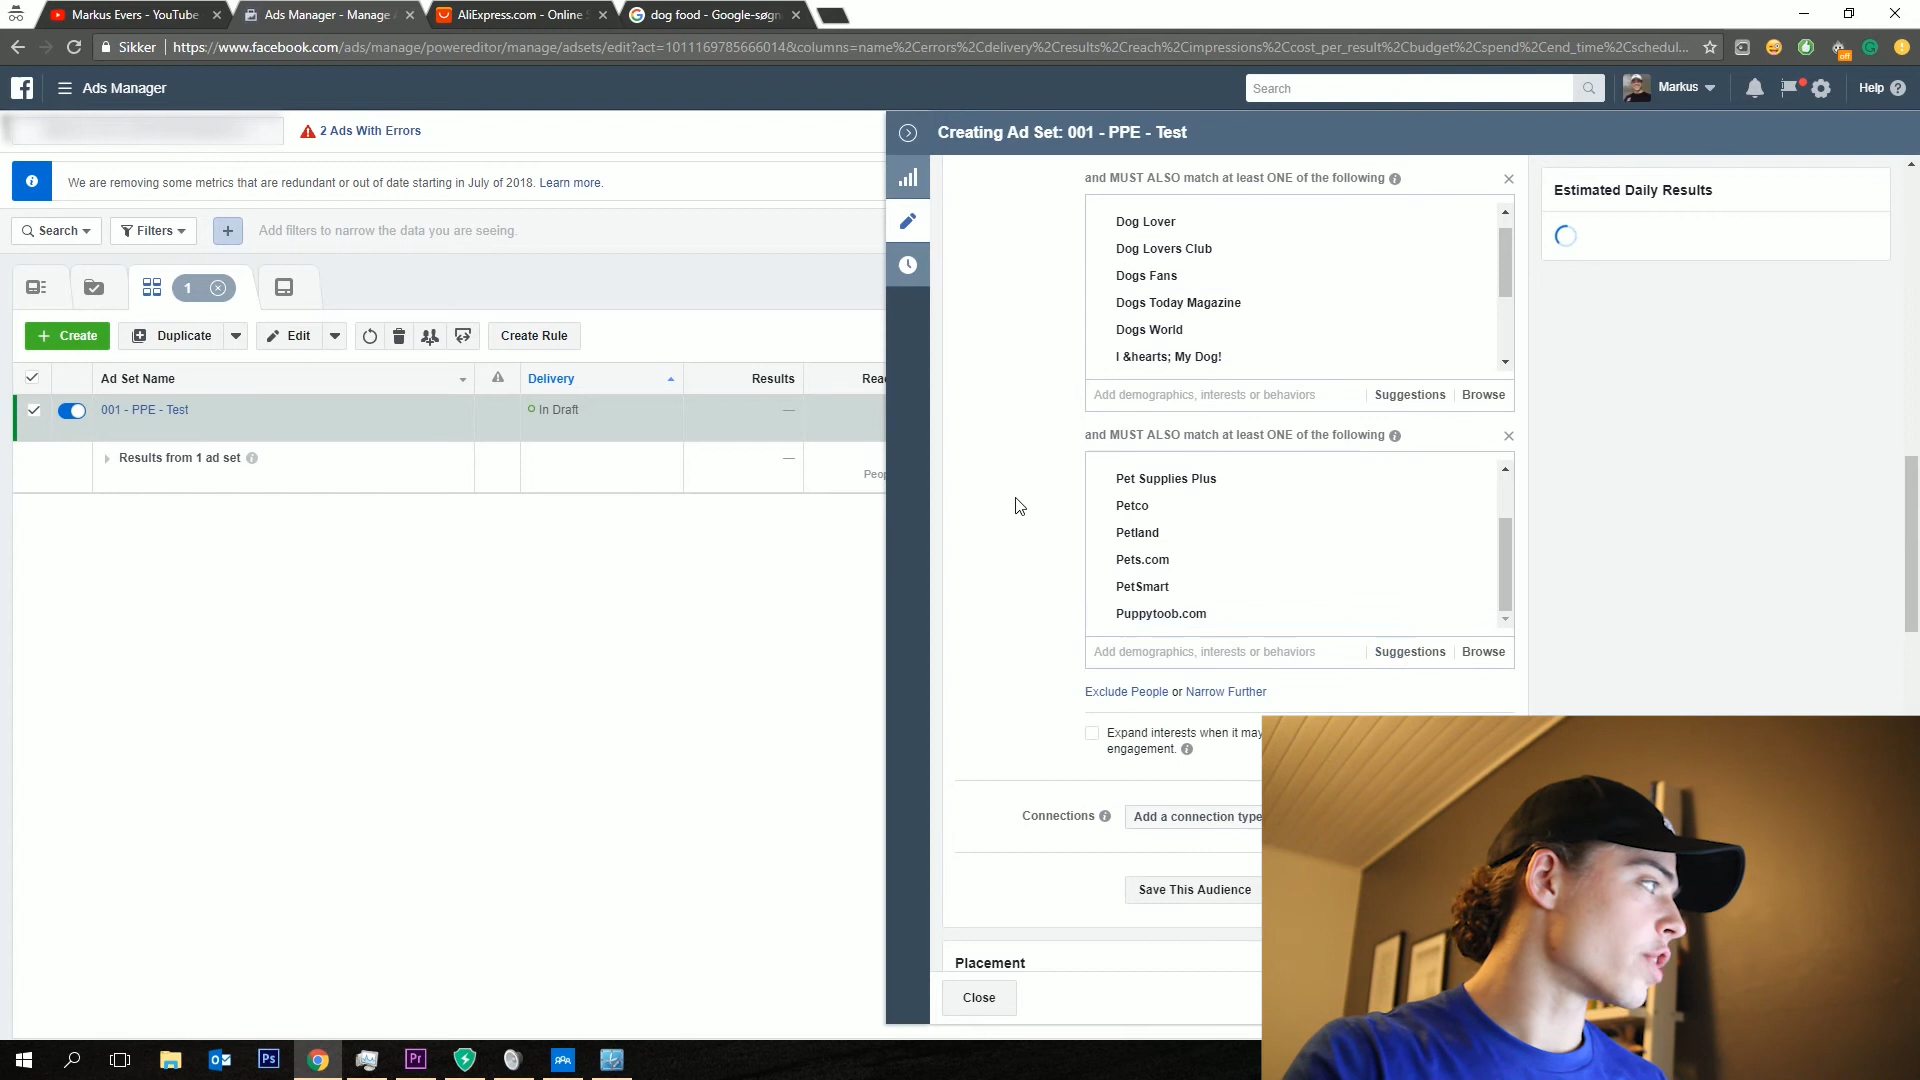 Markus Evers - YouTube
Ads Manager - Manage
AliExpress.com - Online
dog food - Google-søgn
Sikker
https://www.facebook.com/ads/manage/powereditor/manage/adsets/edit?act=1011169785666014&columns=name%2Cerrors%2Cdelivery%2Cresults%2Creach%2Cimpressions%2Ccost_per_result%2Cbudget%2Cspend%2Cend_time%2Cschedul...
off
Ads Manager
Search
Markus
Help ?
2 Ads With Errors
Creating Ad Set: 001 - PPE - Test
We are removing some metrics that are redundant or out of date starting in July of 2018. Learn more.
and MUST ALSO match at least ONE of the following
Estimated Daily Results
Search
Filters
+
Add filters to narrow the data you are seeing.
Dog Lover
Dog Lovers Club
Dogs Fans
Dogs Today Magazine
Dogs World
I &hearts; My Dog!
1
Create
Duplicate
Edit
Create Rule
Add demographics, interests or behaviors
Suggestions
Browse
Ad Set Name
Delivery
Results
Reac
001 - PPE - Test
In Draft
—
Results from 1 ad set
—
Peop
and MUST ALSO match at least ONE of the following
Pet Supplies Plus
Petco
Petland
Pets.com
PetSmart
Puppytoob.com
Add demographics, interests or behaviors
Suggestions
Browse
Exclude People or Narrow Further
Expand interests when it may
engagement.
Connections
Add a connection type
Save This Audience
Placement
Close
Ps
Pr